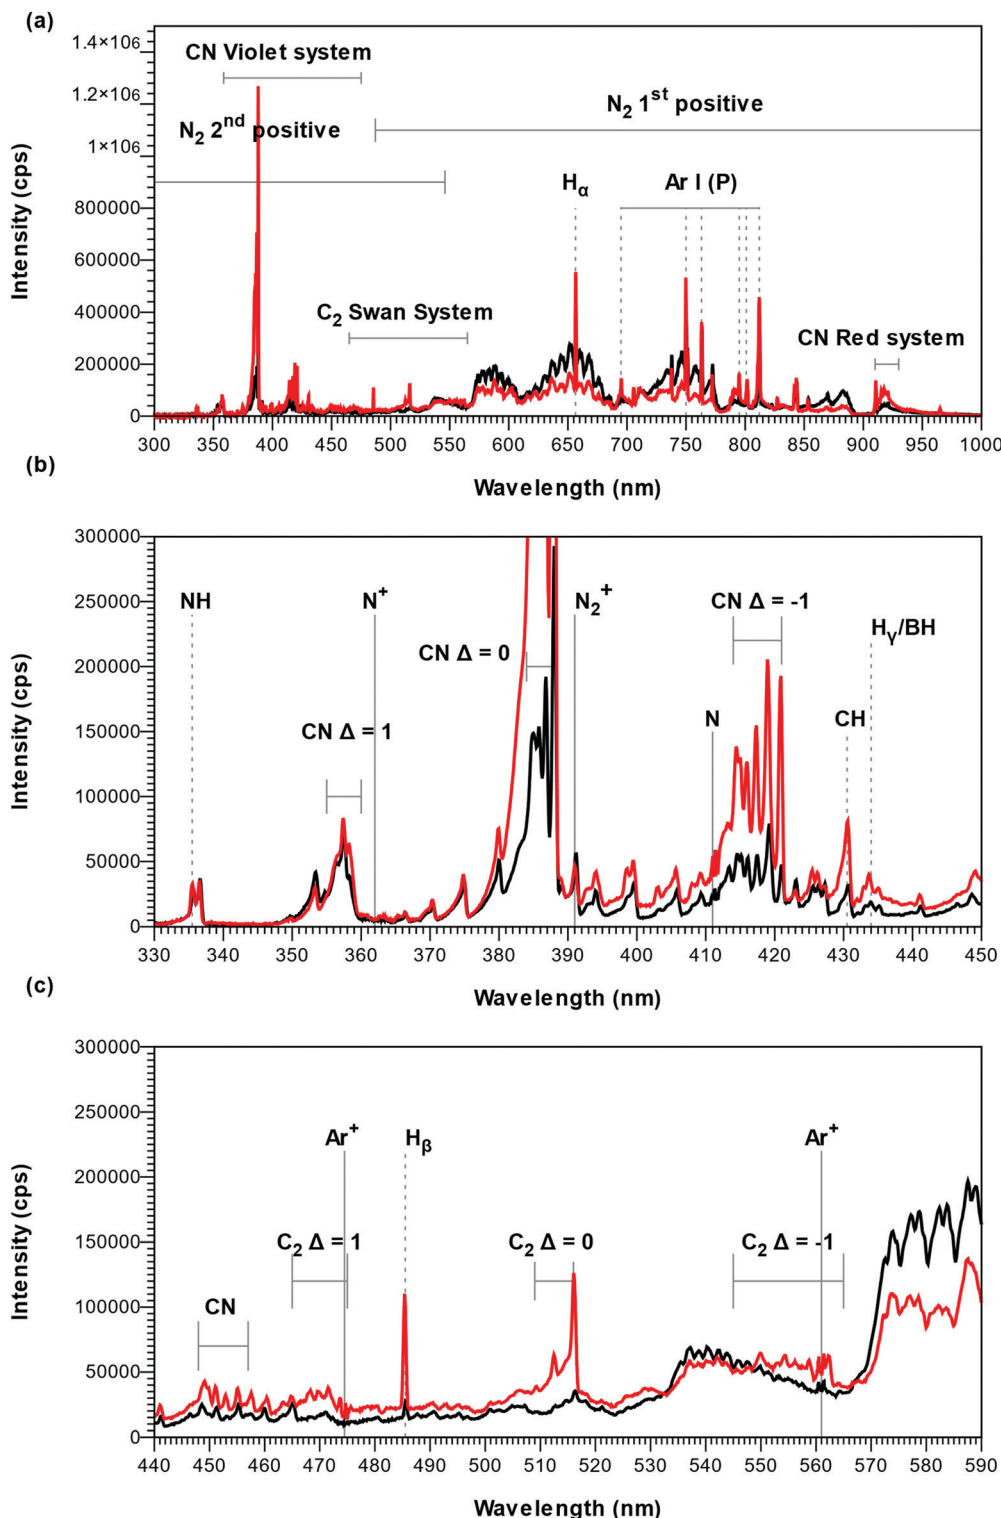 (a)
1.4×10⁶
CN Violet system
1.2×10⁶
N₂ 1ˢᵗ positive
N₂ 2ⁿᵈ positive
1×10⁶
Hα
Ar I (P)
800000
600000
400000
C₂ Swan System
CN Red system
200000
0
Intensity (cps)
300 350 400 450 500 550 600 650 700 750 800 850 900 950 1000
Wavelength (nm)
(b)
300000
NH
N⁺
N₂⁺
CN Δ = -1
250000
Hγ/BH
CN Δ = 0
200000
CN Δ = 1
N
CH
150000
100000
50000
0
Intensity (cps)
330 340 350 360 370 380 390 400 410 420 430 440 450
Wavelength (nm)
(c)
300000
250000
Ar⁺
Hβ
Ar⁺
200000
C₂ Δ = 1
C₂ Δ = 0
C₂ Δ = -1
150000
CN
100000
50000
0
Intensity (cps)
440 450 460 470 480 490 500 510 520 530 540 550 560 570 580 590
Wavelength (nm)